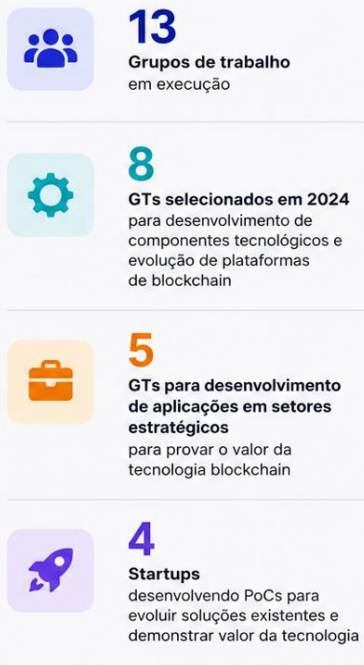 13
Grupos de trabalho
em execução
8
GTs selecionados em 2024
para desenvolvimento de
componentes tecnológicos e
evolução de plataformas
de blockchain
5
GTs para desenvolvimento
de aplicações em setores
estratégicos
para provar o valor da
tecnologia blockchain
4
Startups
desenvolvendo PoCs para
evoluir soluções existentes e
demonstrar valor da tecnologia